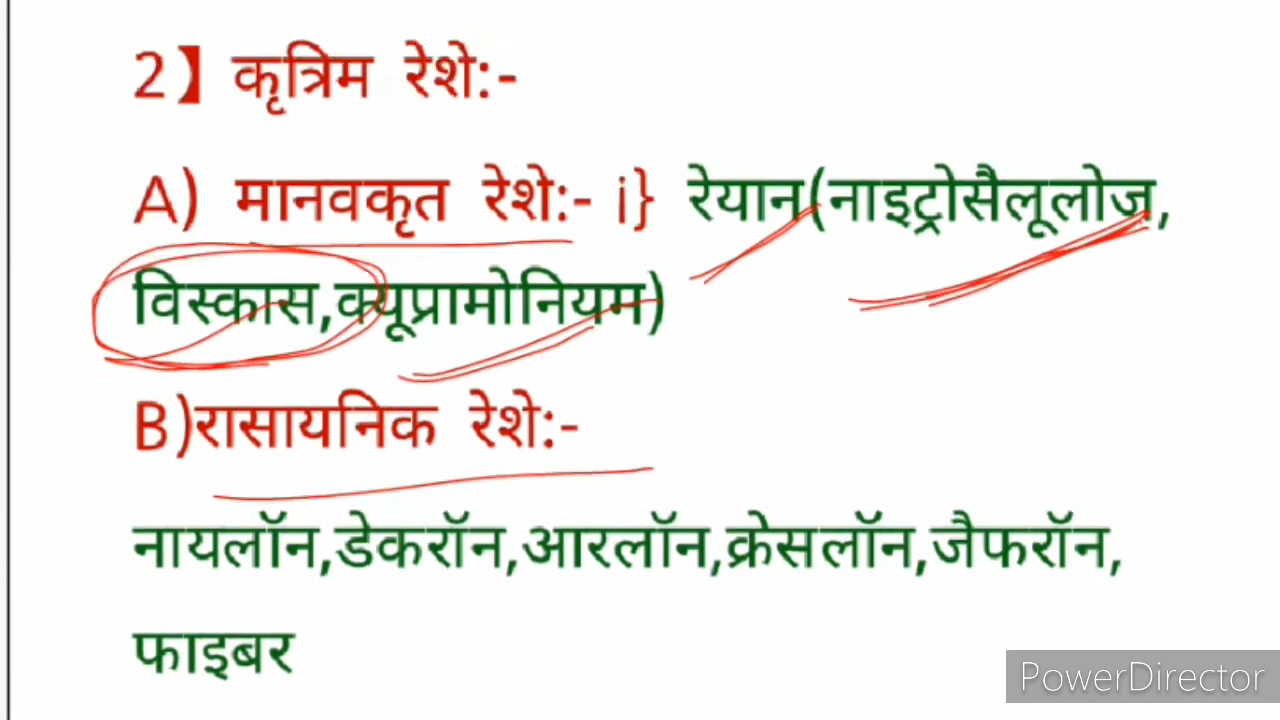 2】 कृत्रिम रेशे:-
A) मानवकृत रेशे:- i} रेयान(नाइट्रोसैलूलोज़,
विस्कास,क्यूप्रामोनियम)
B)रासायनिक रेशे:-
नायलॉन,डेकरॉन,आरलॉन,क्रेसलॉन,जैफरॉन,
फाइबर
PowerDirector